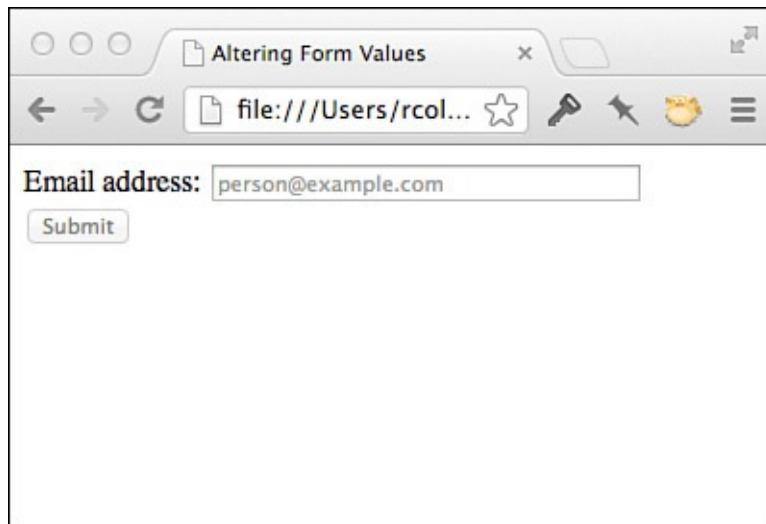 Altering Form Values
file:///Users/rcol...
Email address: person@example.com
Submit